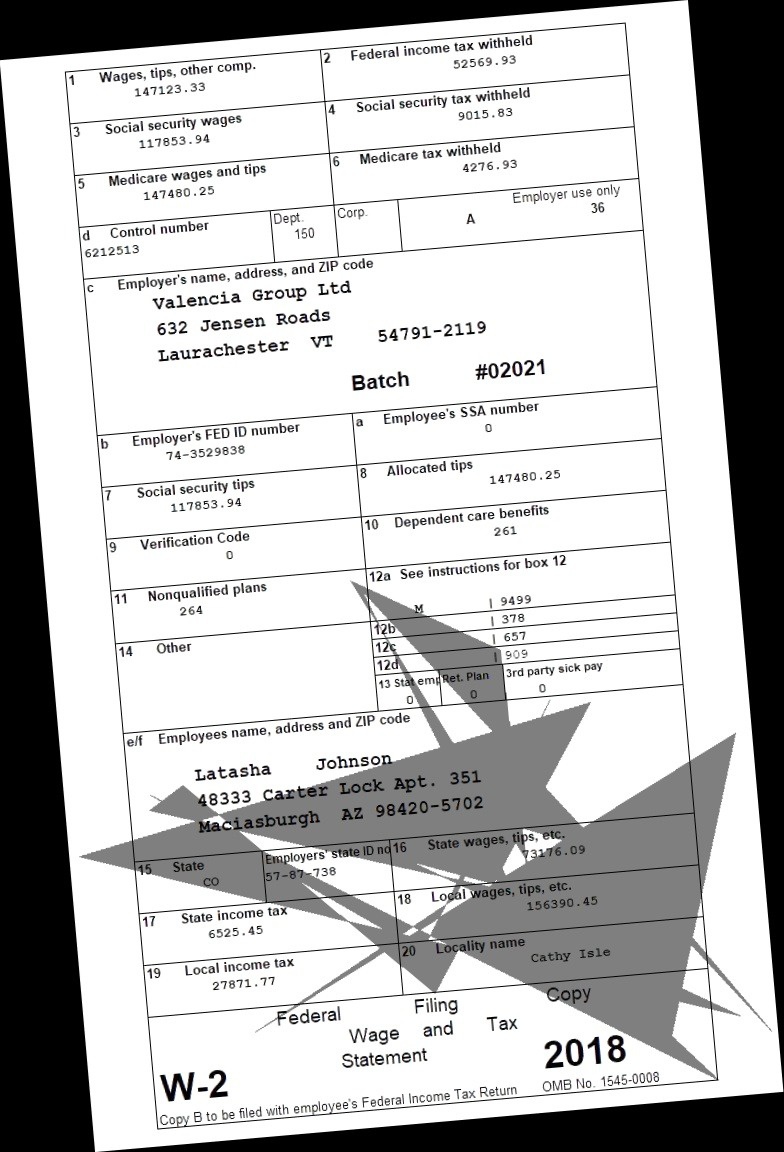 1 Wages, tips, other comp. 2 Federal income tax withheld
147123.33 52569.93
3 Social security wages 4 Social security tax withheld
117853.94 9015.83
5 Medicare wages and tips 6 Medicare tax withheld
147480.25 4276.93
d Control number Dept. Corp. Employer use only
6212513 150 A 36
c Employer's name, address, and ZIP code
Valencia Group Ltd
632 Jensen Roads
Laurachester VT 54791-2119
Batch #02021
b Employer's FED ID number a Employee's SSA number
74-3529838 0
7 Social security tips 8 Allocated tips
117853.94 147480.25
9 Verification Code 10 Dependent care benefits
0 261
11 Nonqualified plans 12a See instructions for box 12
264 M | 9499
12b | 378
12c | 657
12d | 909
14 Other
13 Stat emp Ret. Plan 3rd party sick pay
0 0 0
e/f Employees name, address and ZIP code
Latasha Johnson
48333 Carter Lock Apt. 351
Maciasburgh AZ 98420-5702
15 State Employers' state ID no 16 State wages, tips, etc.
CO 57-87-738 73176.09
17 State income tax 18 Local wages, tips, etc.
6525.45 156390.45
19 Local income tax 20 Locality name
27871.77 Cathy Isle
Federal Filing Copy
Wage and Tax
Statement
W-2 2018
Copy B to be filed with employee's Federal Income Tax Return OMB No. 1545-0008